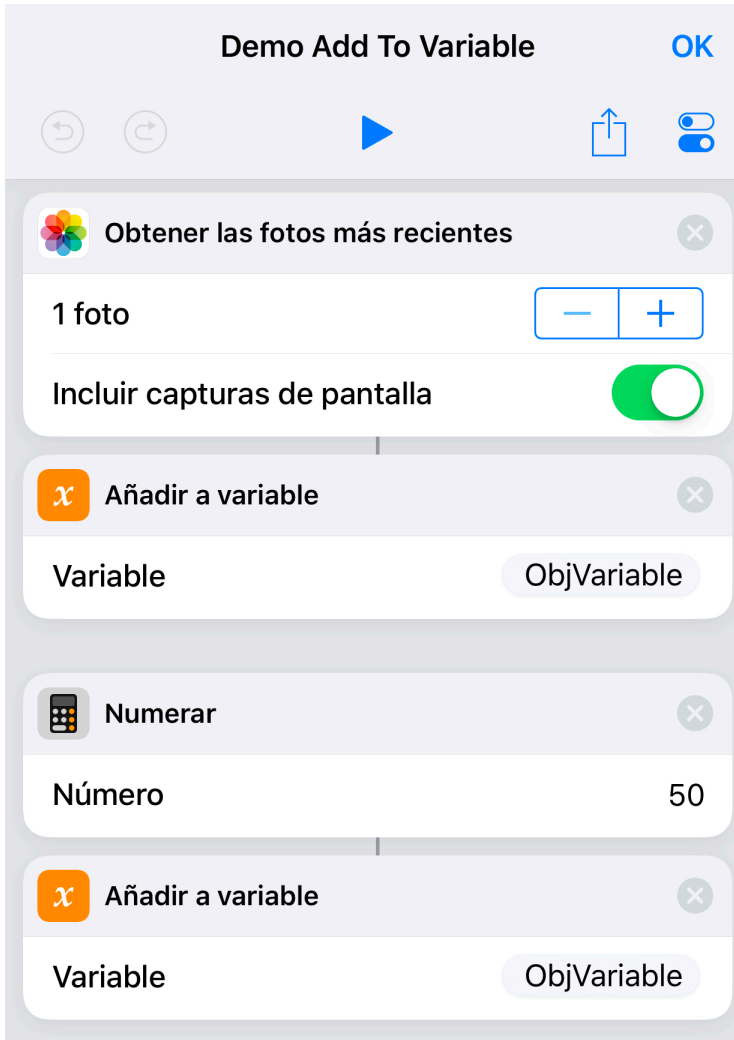 Demo Add To Variable OK
Obtener las fotos más recientes
1 foto
Incluir capturas de pantalla
x Añadir a variable
Variable ObjVariable
Numerar
Número 50
x Añadir a variable
Variable ObjVariable